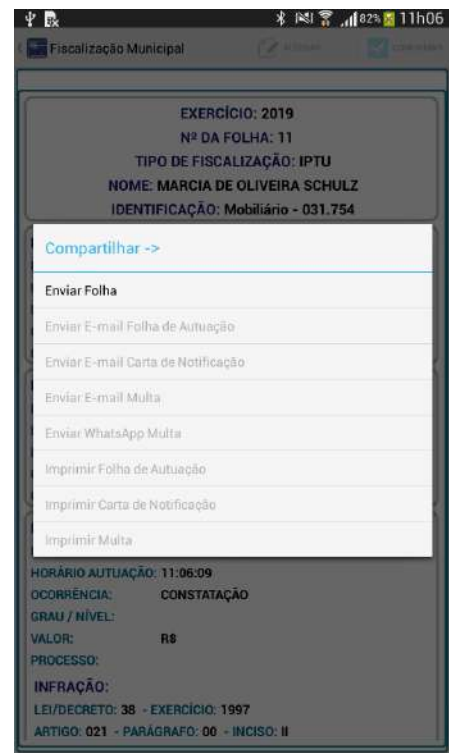 82% 11h06
Fiscalização Municipal
EXERCÍCIO: 2019
Nº DA FOLHA: 11
TIPO DE FISCALIZAÇÃO: IPTU
NOME: MARCIA DE OLIVEIRA SCHULZ
IDENTIFICAÇÃO: Mobiliário - 031.754
Compartilhar ->
Enviar Folha
Enviar E-mail Folha de Autuação
Enviar E-mail Carta de Notificação
Enviar E-mail Multa
Enviar WhatsApp Multa
Imprimir Folha de Autuação
Imprimir Carta de Notificação
Imprimir Multa
HORÁRIO AUTUAÇÃO: 11:06:09
OCORRÊNCIA: CONSTATAÇÃO
GRAU / NÍVEL:
VALOR: R$
PROCESSO:
INFRAÇÃO:
LEI/DECRETO: 38 - EXERCÍCIO: 1997
ARTIGO: 021 - PARÁGRAFO: 00 - INCISO: II